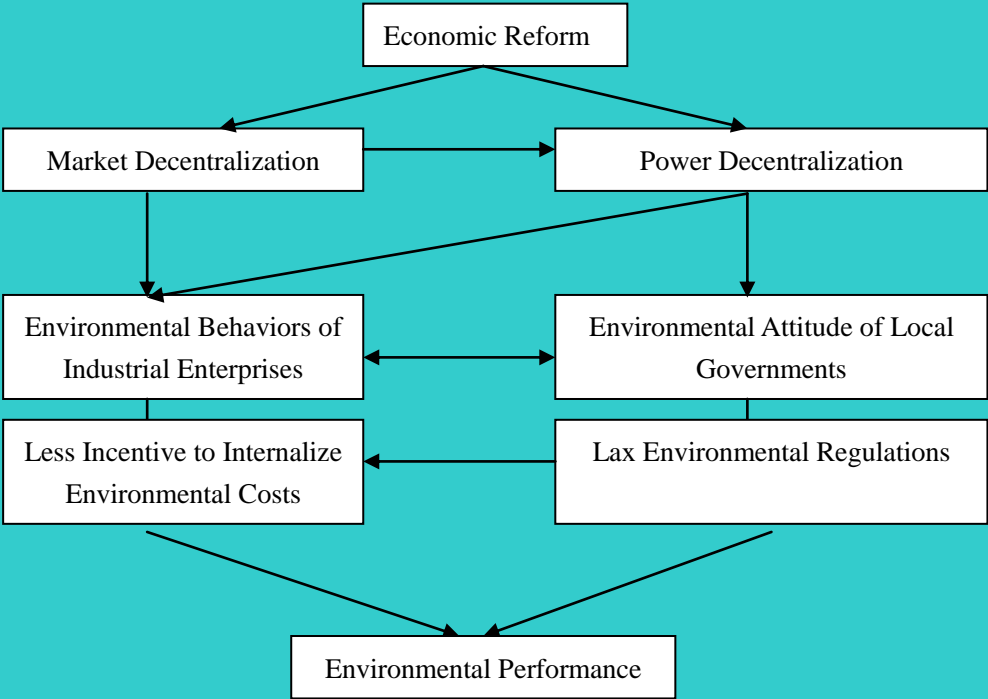 Economic Reform
Market Decentralization
Power Decentralization
Environmental Behaviors of
Industrial Enterprises
Environmental Attitude of Local
Governments
Less Incentive to Internalize
Environmental Costs
Lax Environmental Regulations
Environmental Performance